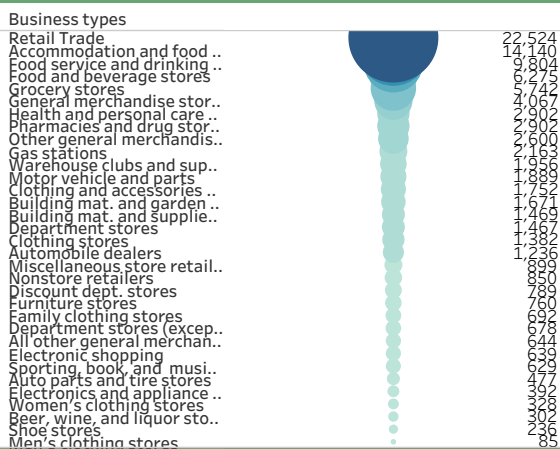 Business types
Retail Trade 22,524
Accommodation and food .. 14,140
Food service and drinking .. 9,804
Food and beverage stores 6,275
Grocery stores 5,742
General merchandise stor.. 4,067
Health and personal care .. 2,902
Pharmacies and drug stor.. 2,902
Other general merchandis.. 2,600
Gas stations 2,163
Warehouse clubs and sup.. 1,956
Motor vehicle and parts 1,889
Clothing and accessories .. 1,752
Building mat. and garden .. 1,671
Building mat. and supplie.. 1,469
Department stores 1,467
Clothing stores 1,382
Automobile dealers 1,236
Miscellaneous store retail.. 899
Nonstore retailers 850
Discount dept. stores 789
Furniture stores 760
Family clothing stores 692
Department stores (excep.. 678
All other general merchan.. 644
Electronic shopping 639
Sporting, book, and musi.. 629
Auto parts and tire stores 477
Electronics and appliance .. 392
Women's clothing stores 328
Beer, wine, and liquor sto.. 302
Shoe stores 236
Men's clothing stores 85